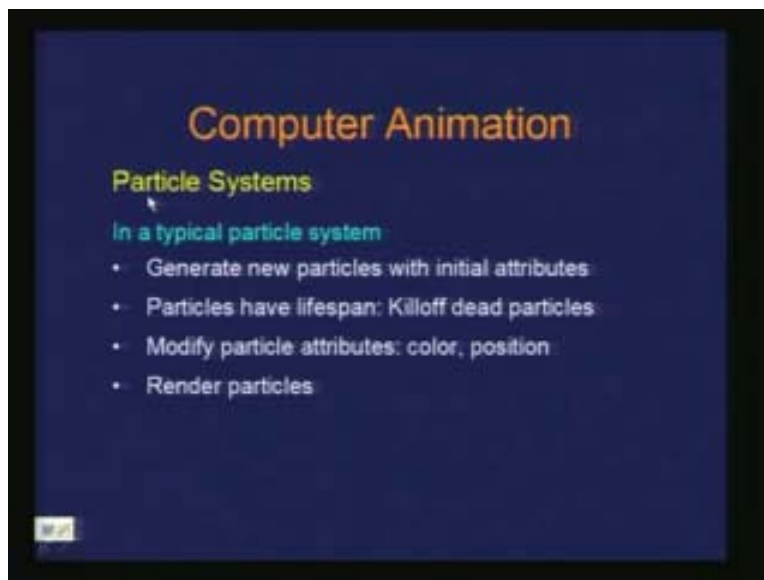 Computer Animation
Particle Systems
In a typical particle system
• Generate new particles with initial attributes
• Particles have lifespan: Killoff dead particles
• Modify particle attributes: color, position
• Render particles